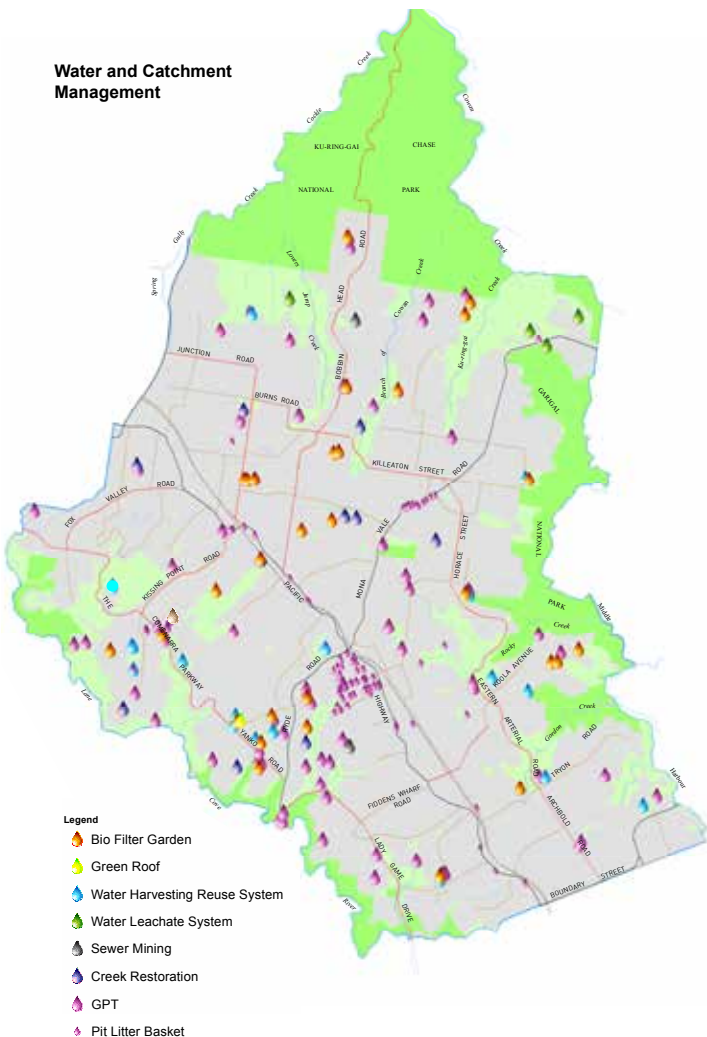 Water and Catchment
Management
Creek
Cockle
Cowan
KU-RING-GAI
CHASE
NATIONAL
PARK
Creek
Gully
Spring
ROAD
HEAD
BOBBIN
Creek
Creek
Creek
Lovers
Jump
Creek
Cowan
of
Branch
Ku-ring-gai
JUNCTION ROAD
BURNS ROAD
GARIGAL
NATIONAL
PARK
KILLEATON STREET
ROAD
VALE
MONA
FOX
VALLEY
ROAD
HORACE STREET
KISSING POINT ROAD
THE
COMENARRA
PARKWAY
PACIFIC
HIGHWAY
Middle
Creek
Rocky
KOOLA AVENUE
EASTERN
ARTERIAL
ROAD
Creek
Gordon
TRYON
ROAD
Harbour
Lane
ROAD
RYDE
YANKO
ROAD
FIDDENS WHARF
ROAD
ARCHBOLD
ROAD
Cove
LADY
GAME
DRIVE
River
BOUNDARY STREET
Legend
Bio Filter Garden
Green Roof
Water Harvesting Reuse System
Water Leachate System
Sewer Mining
Creek Restoration
GPT
Pit Litter Basket